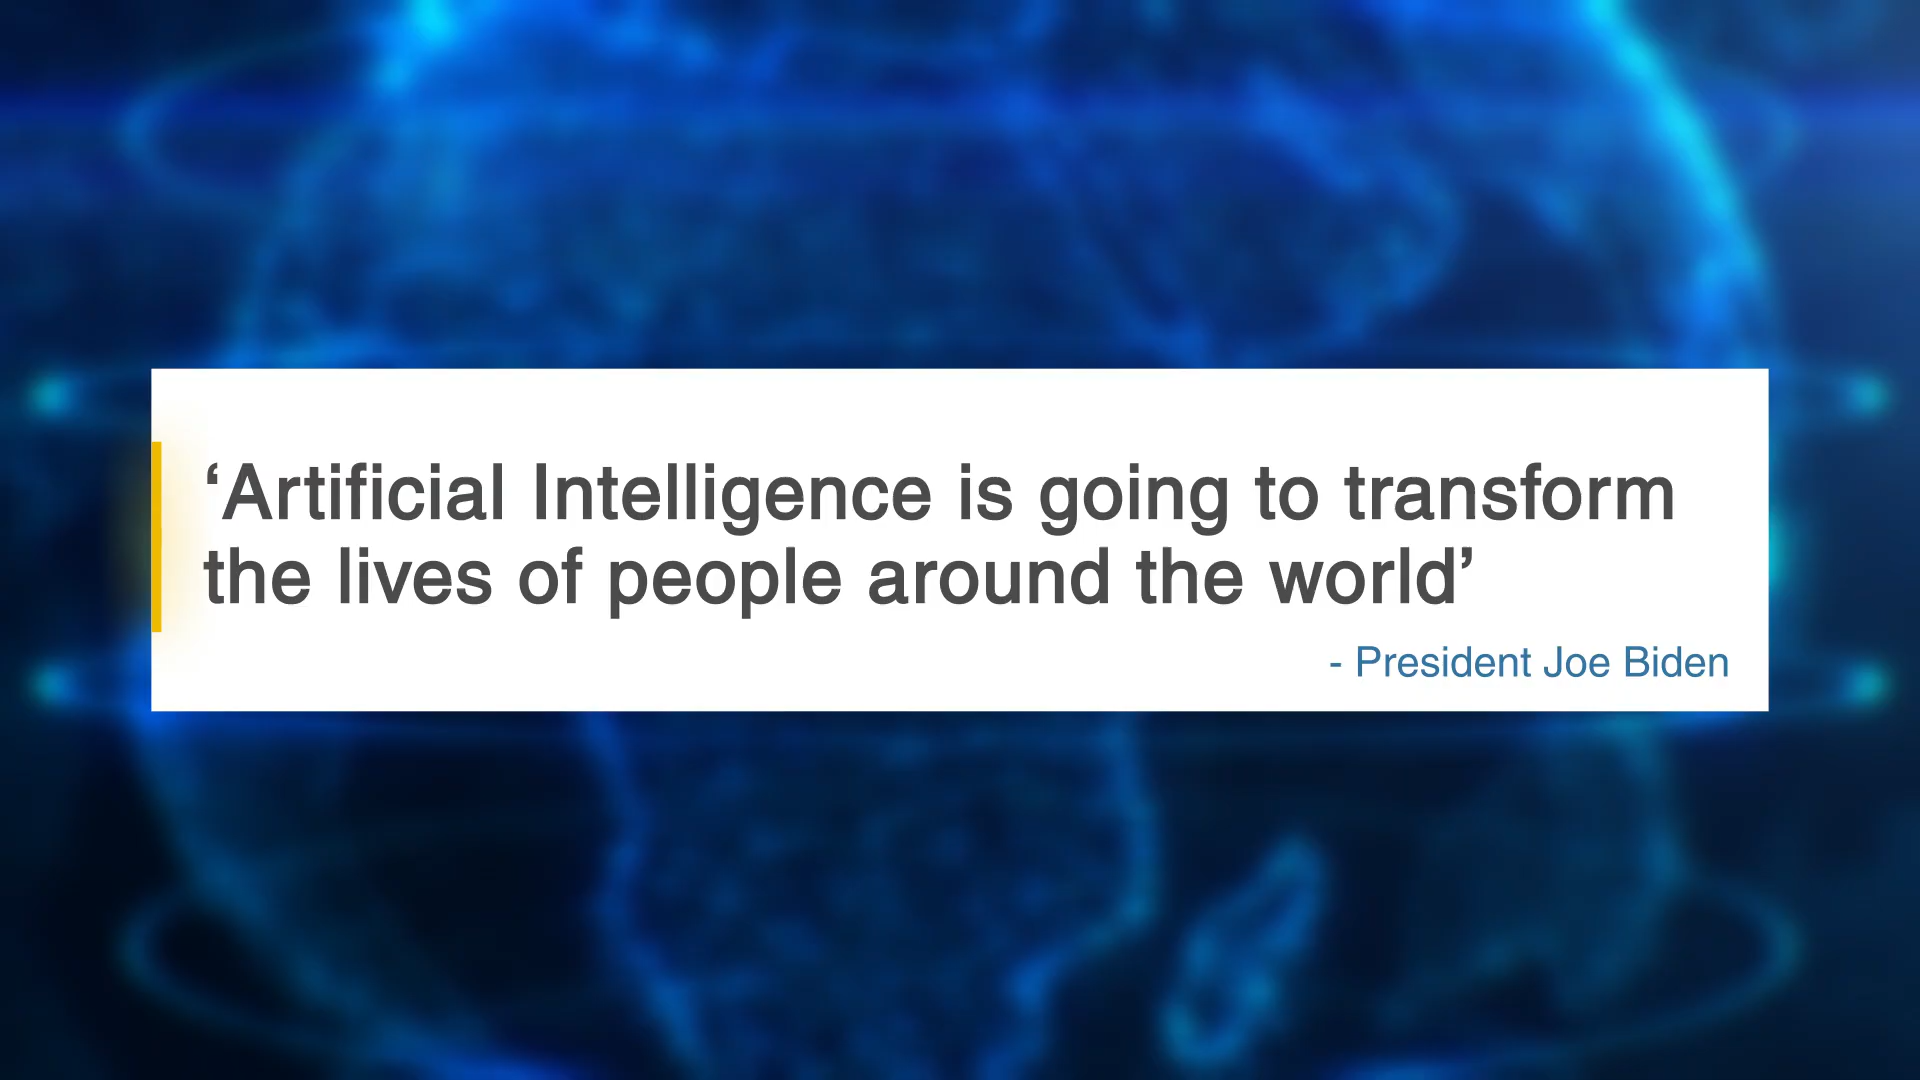 ‘Artificial Intelligence is going to transform
the lives of people around the world’
- President Joe Biden